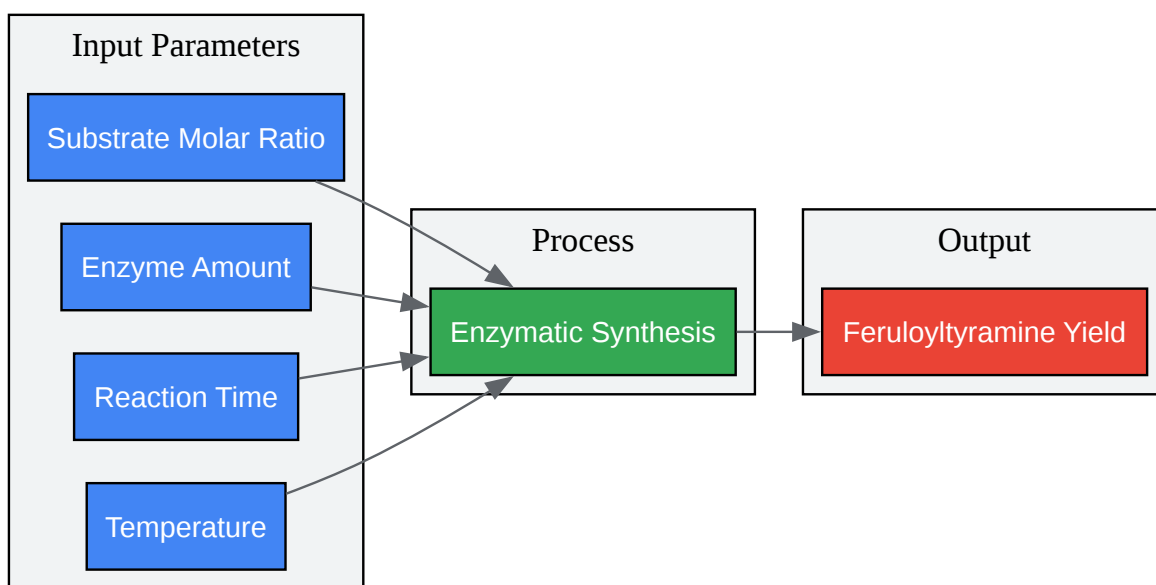 Input Parameters
Substrate Molar Ratio
Enzyme Amount
Reaction Time
Temperature
Process
Enzymatic Synthesis
Output
Feruloyltyramine Yield